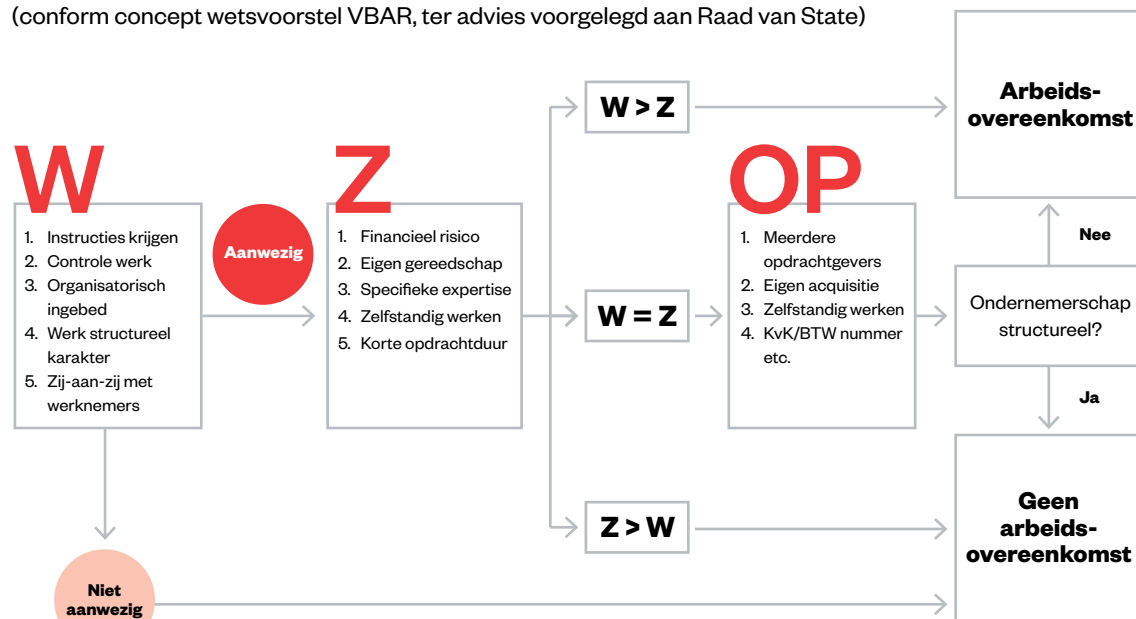 (conform concept wetsvoorstel VBAR, ter advies voorgelegd aan Raad van State)
W
1. Instructies krijgen
2. Controle werk
3. Organisatorisch
ingebed
4. Werk structureel
karakter
5. Zij-aan-zij met
werknemers
Aanwezig
Niet
aanwezig
Z
1. Financieel risico
2. Eigen gereedschap
3. Specifieke expertise
4. Zelfstandig werken
5. Korte opdrachtduur
W > Z
W = Z
Z > W
OP
1. Meerdere
opdrachtgevers
2. Eigen acquisitie
3. Zelfstandig werken
4. KvK/BTW nummer
etc.
Arbeids-
overeenkomst
Nee
Ondernemerschap
structureel?
Ja
Geen
arbeids-
overeenkomst